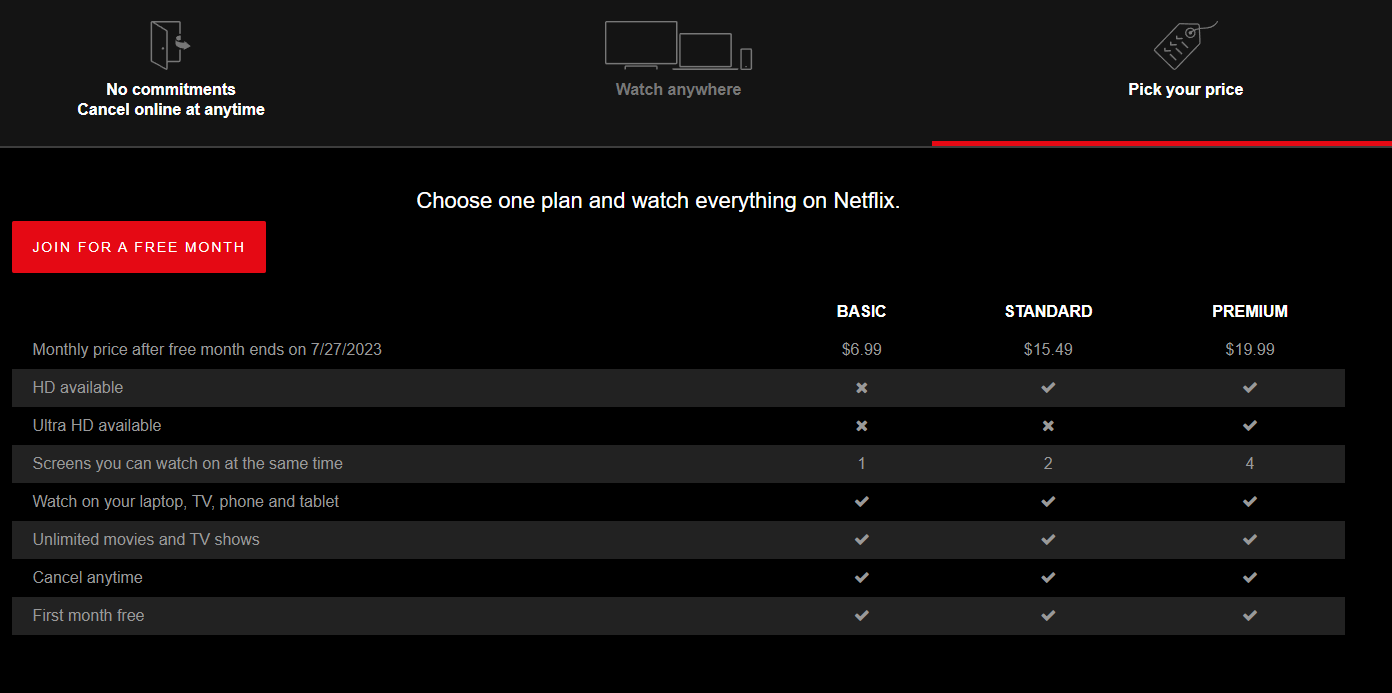 No commitments
Cancel online at anytime
Watch anywhere
Pick your price
Choose one plan and watch everything on Netflix.
JOIN FOR A FREE MONTH
BASIC STANDARD PREMIUM
Monthly price after free month ends on 7/27/2023 $6.99 $15.49 $19.99
HD available
Ultra HD available
Screens you can watch on at the same time 1 2 4
Watch on your laptop, TV, phone and tablet
Unlimited movies and TV shows
Cancel anytime
First month free